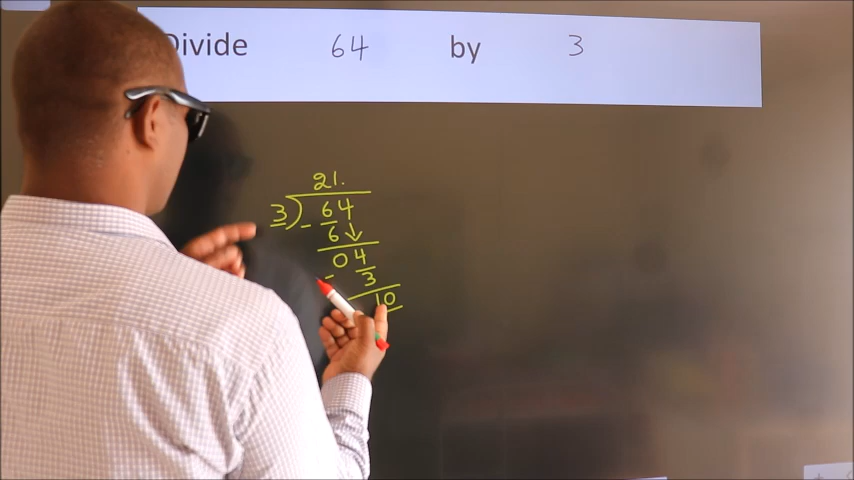 Divide 64 by 3
21.
3) 64
- 6 ↓
04
- 3
10